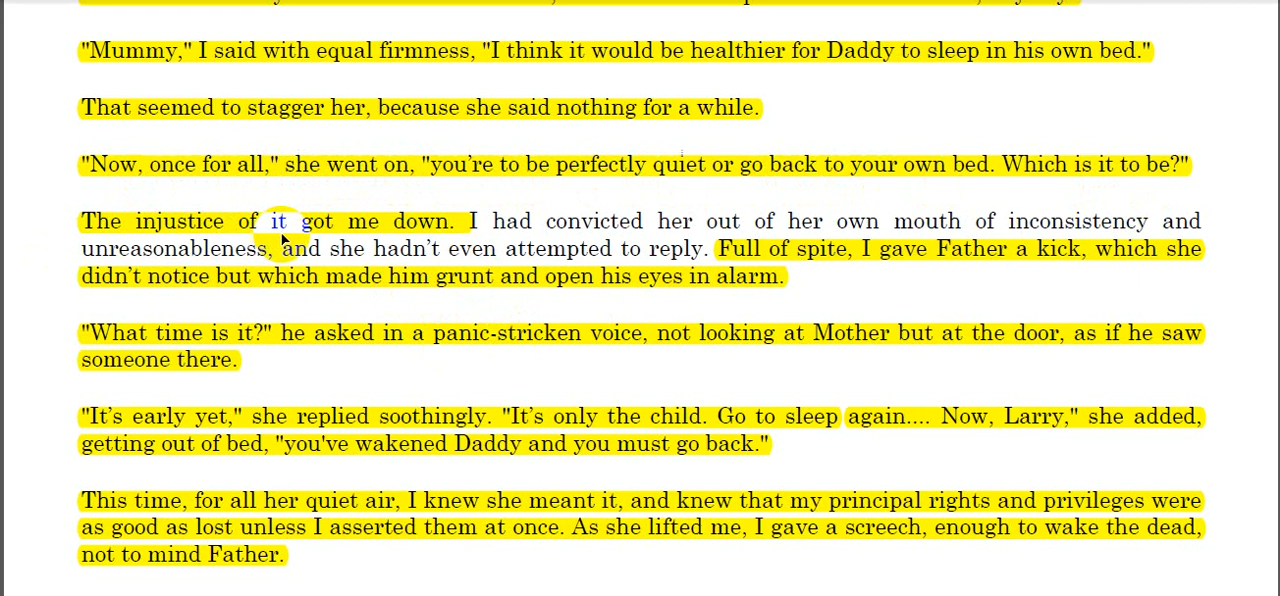 "Mummy," I said with equal firmness, "I think it would be healthier for Daddy to sleep in his own bed."
That seemed to stagger her, because she said nothing for a while.
"Now, once for all," she went on, "you're to be perfectly quiet or go back to your own bed. Which is it to be?"
The injustice of it got me down. I had convicted her out of her own mouth of inconsistency and
unreasonableness, and she hadn't even attempted to reply. Full of spite, I gave Father a kick, which she
didn't notice but which made him grunt and open his eyes in alarm.
"What time is it?" he asked in a panic-stricken voice, not looking at Mother but at the door, as if he saw
someone there.
"It's early yet," she replied soothingly. "It's only the child. Go to sleep again.... Now, Larry," she added,
getting out of bed, "you've wakened Daddy and you must go back."
This time, for all her quiet air, I knew she meant it, and knew that my principal rights and privileges were
as good as lost unless I asserted them at once. As she lifted me, I gave a screech, enough to wake the dead,
not to mind Father.